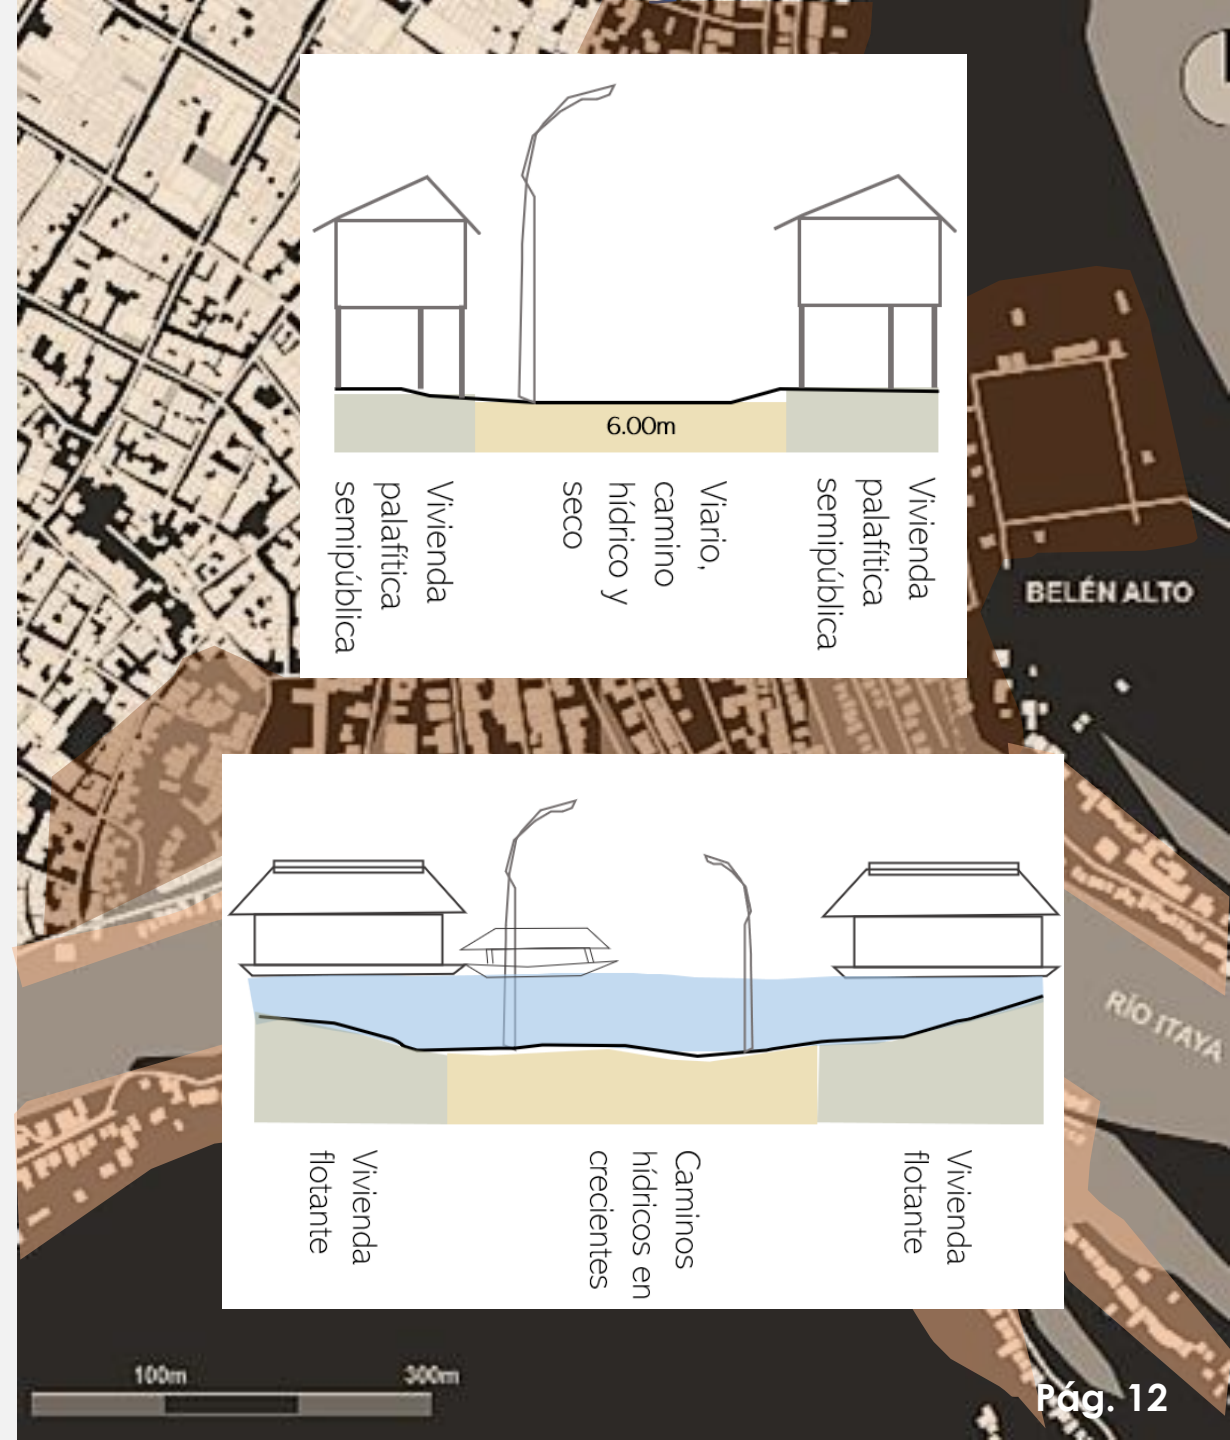 6.00m
Vivienda
palafítica
semipública
Viario,
camino
hídrico y
seco
Vivienda
palafítica
semipública
BELÉN ALTO
RÍO ITAYA
Vivienda
flotante
Caminos
hídricos en
crecientes
Vivienda
flotante
100m
300m
Pág. 12